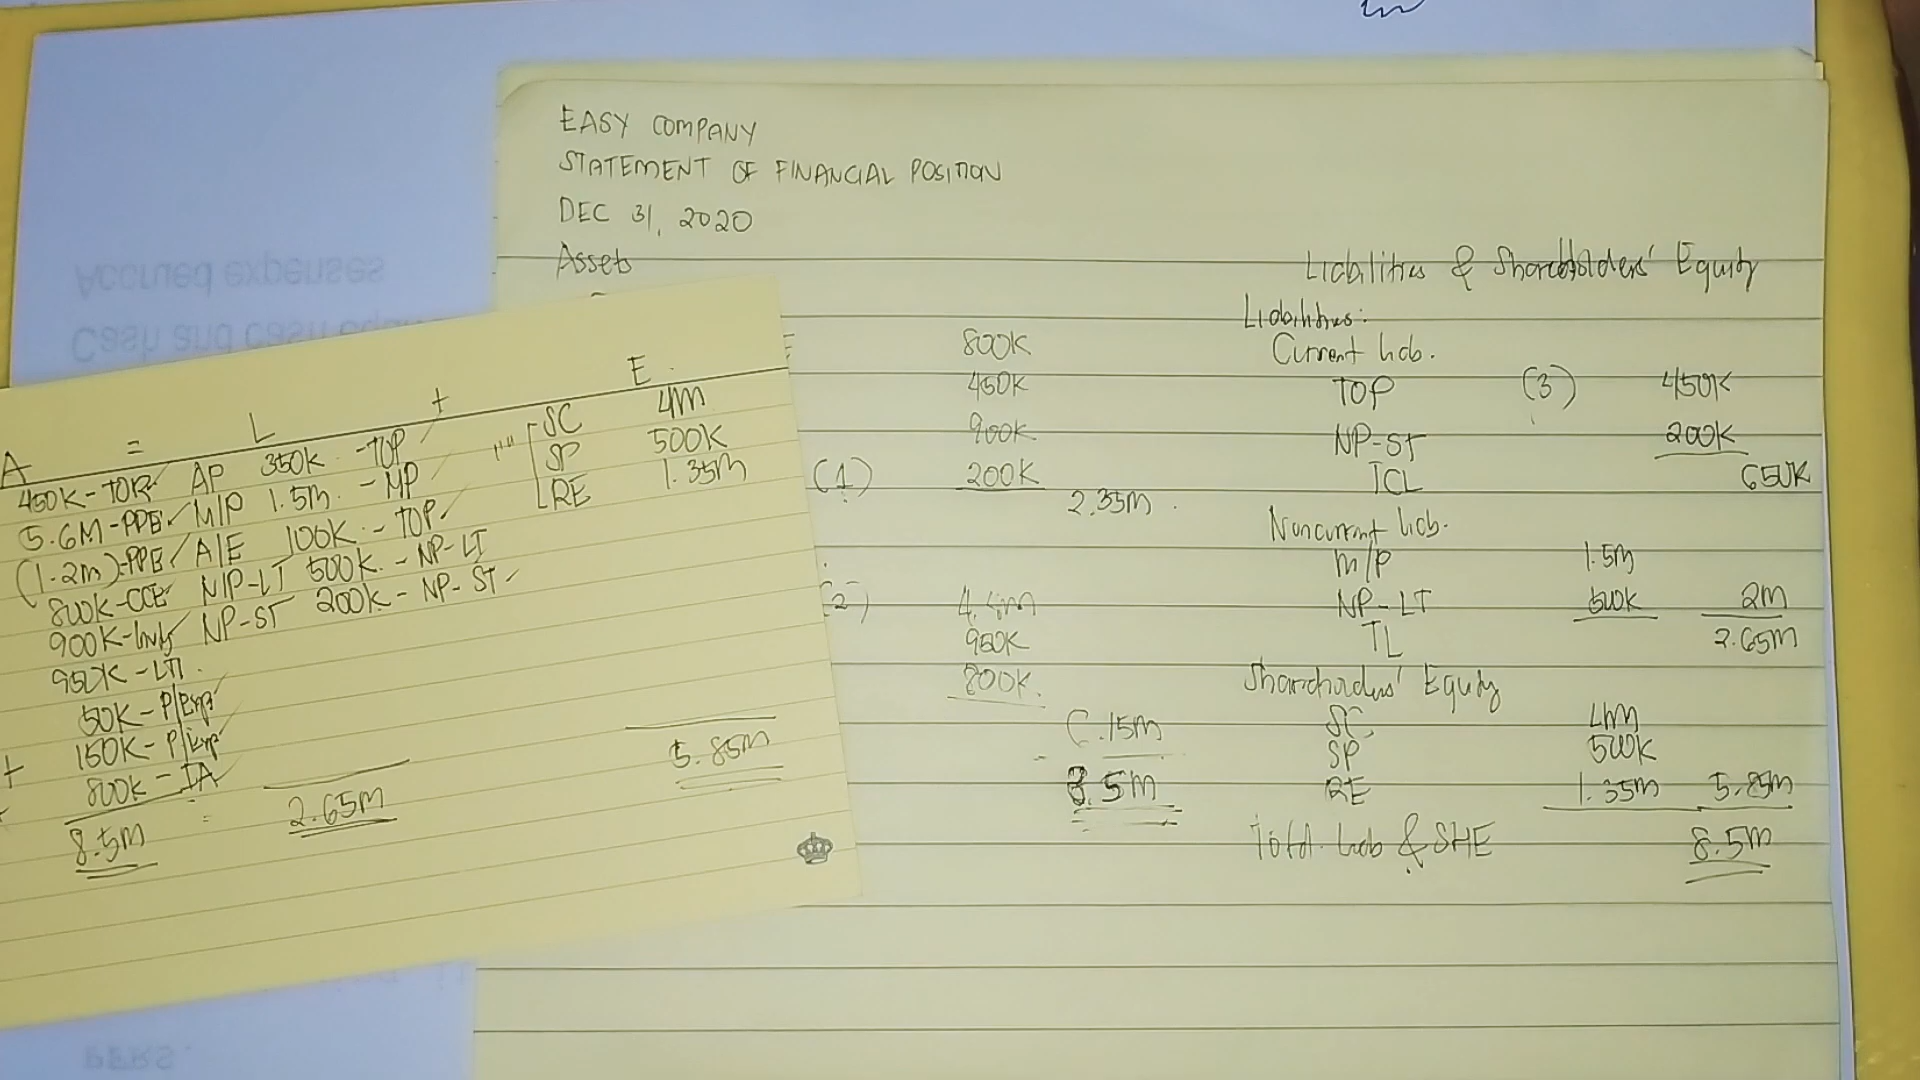 EASY COMPANY
STATEMENT OF FINANCIAL POSITION
DEC 31, 2020
Assets
Liabilities & Shareholders' Equity
Liabilities:
800K Current liab.
450K TOP (3) 450K
900K NP-ST 200K
(1) 200K TCL 650K
2.35m
Noncurrent liab.
m/P 1.5m
NP-LT 500K 2m
950K TL 2.65m
800K. Shareholders' Equity
SC 4m
.15m SP 500K
8.5m RE 1.35m 5.85m
Total liab & SHE 8.5m
A = L + E
450K-TOR AP 350K -TOP SC 4m
5.6M-PPE M/P 1.5m. - MP SP 500K
(1.2m)-PPE A/E 100K - TOP RE 1.35m
800K-CCE N/P-LT 500K. - NP-LT
900K-Inv NP-ST 200K - NP-ST
950K-LTI.
50K-P/Exp
+ 150K-P/Exp
800K-IA
8.5m = 2.65m 5.85m
Accrued expenses
PFRS